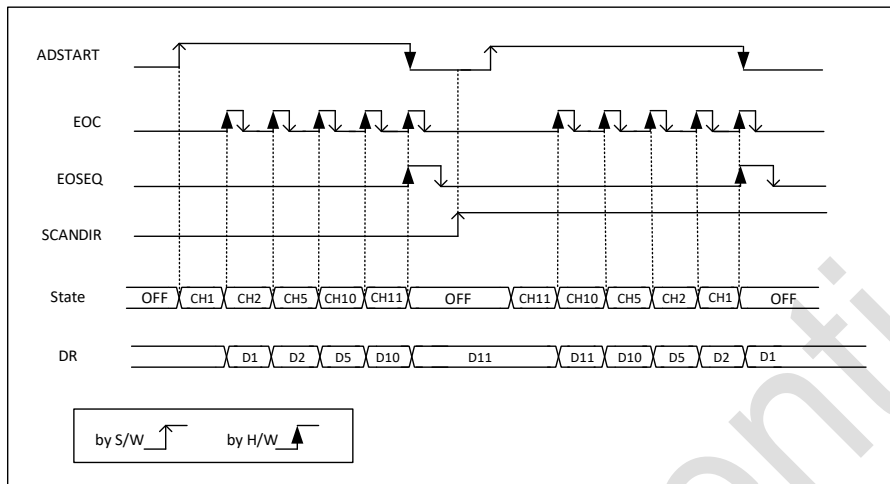 ADSTART
EOC
EOSEQ
SCANDIR
State OFF CH1 CH2 CH5 CH10 CH11 OFF CH11 CH10 CH5 CH2 CH1 OFF
DR D1 D2 D5 D10 D11 D11 D10 D5 D2 D1
by S/W by H/W